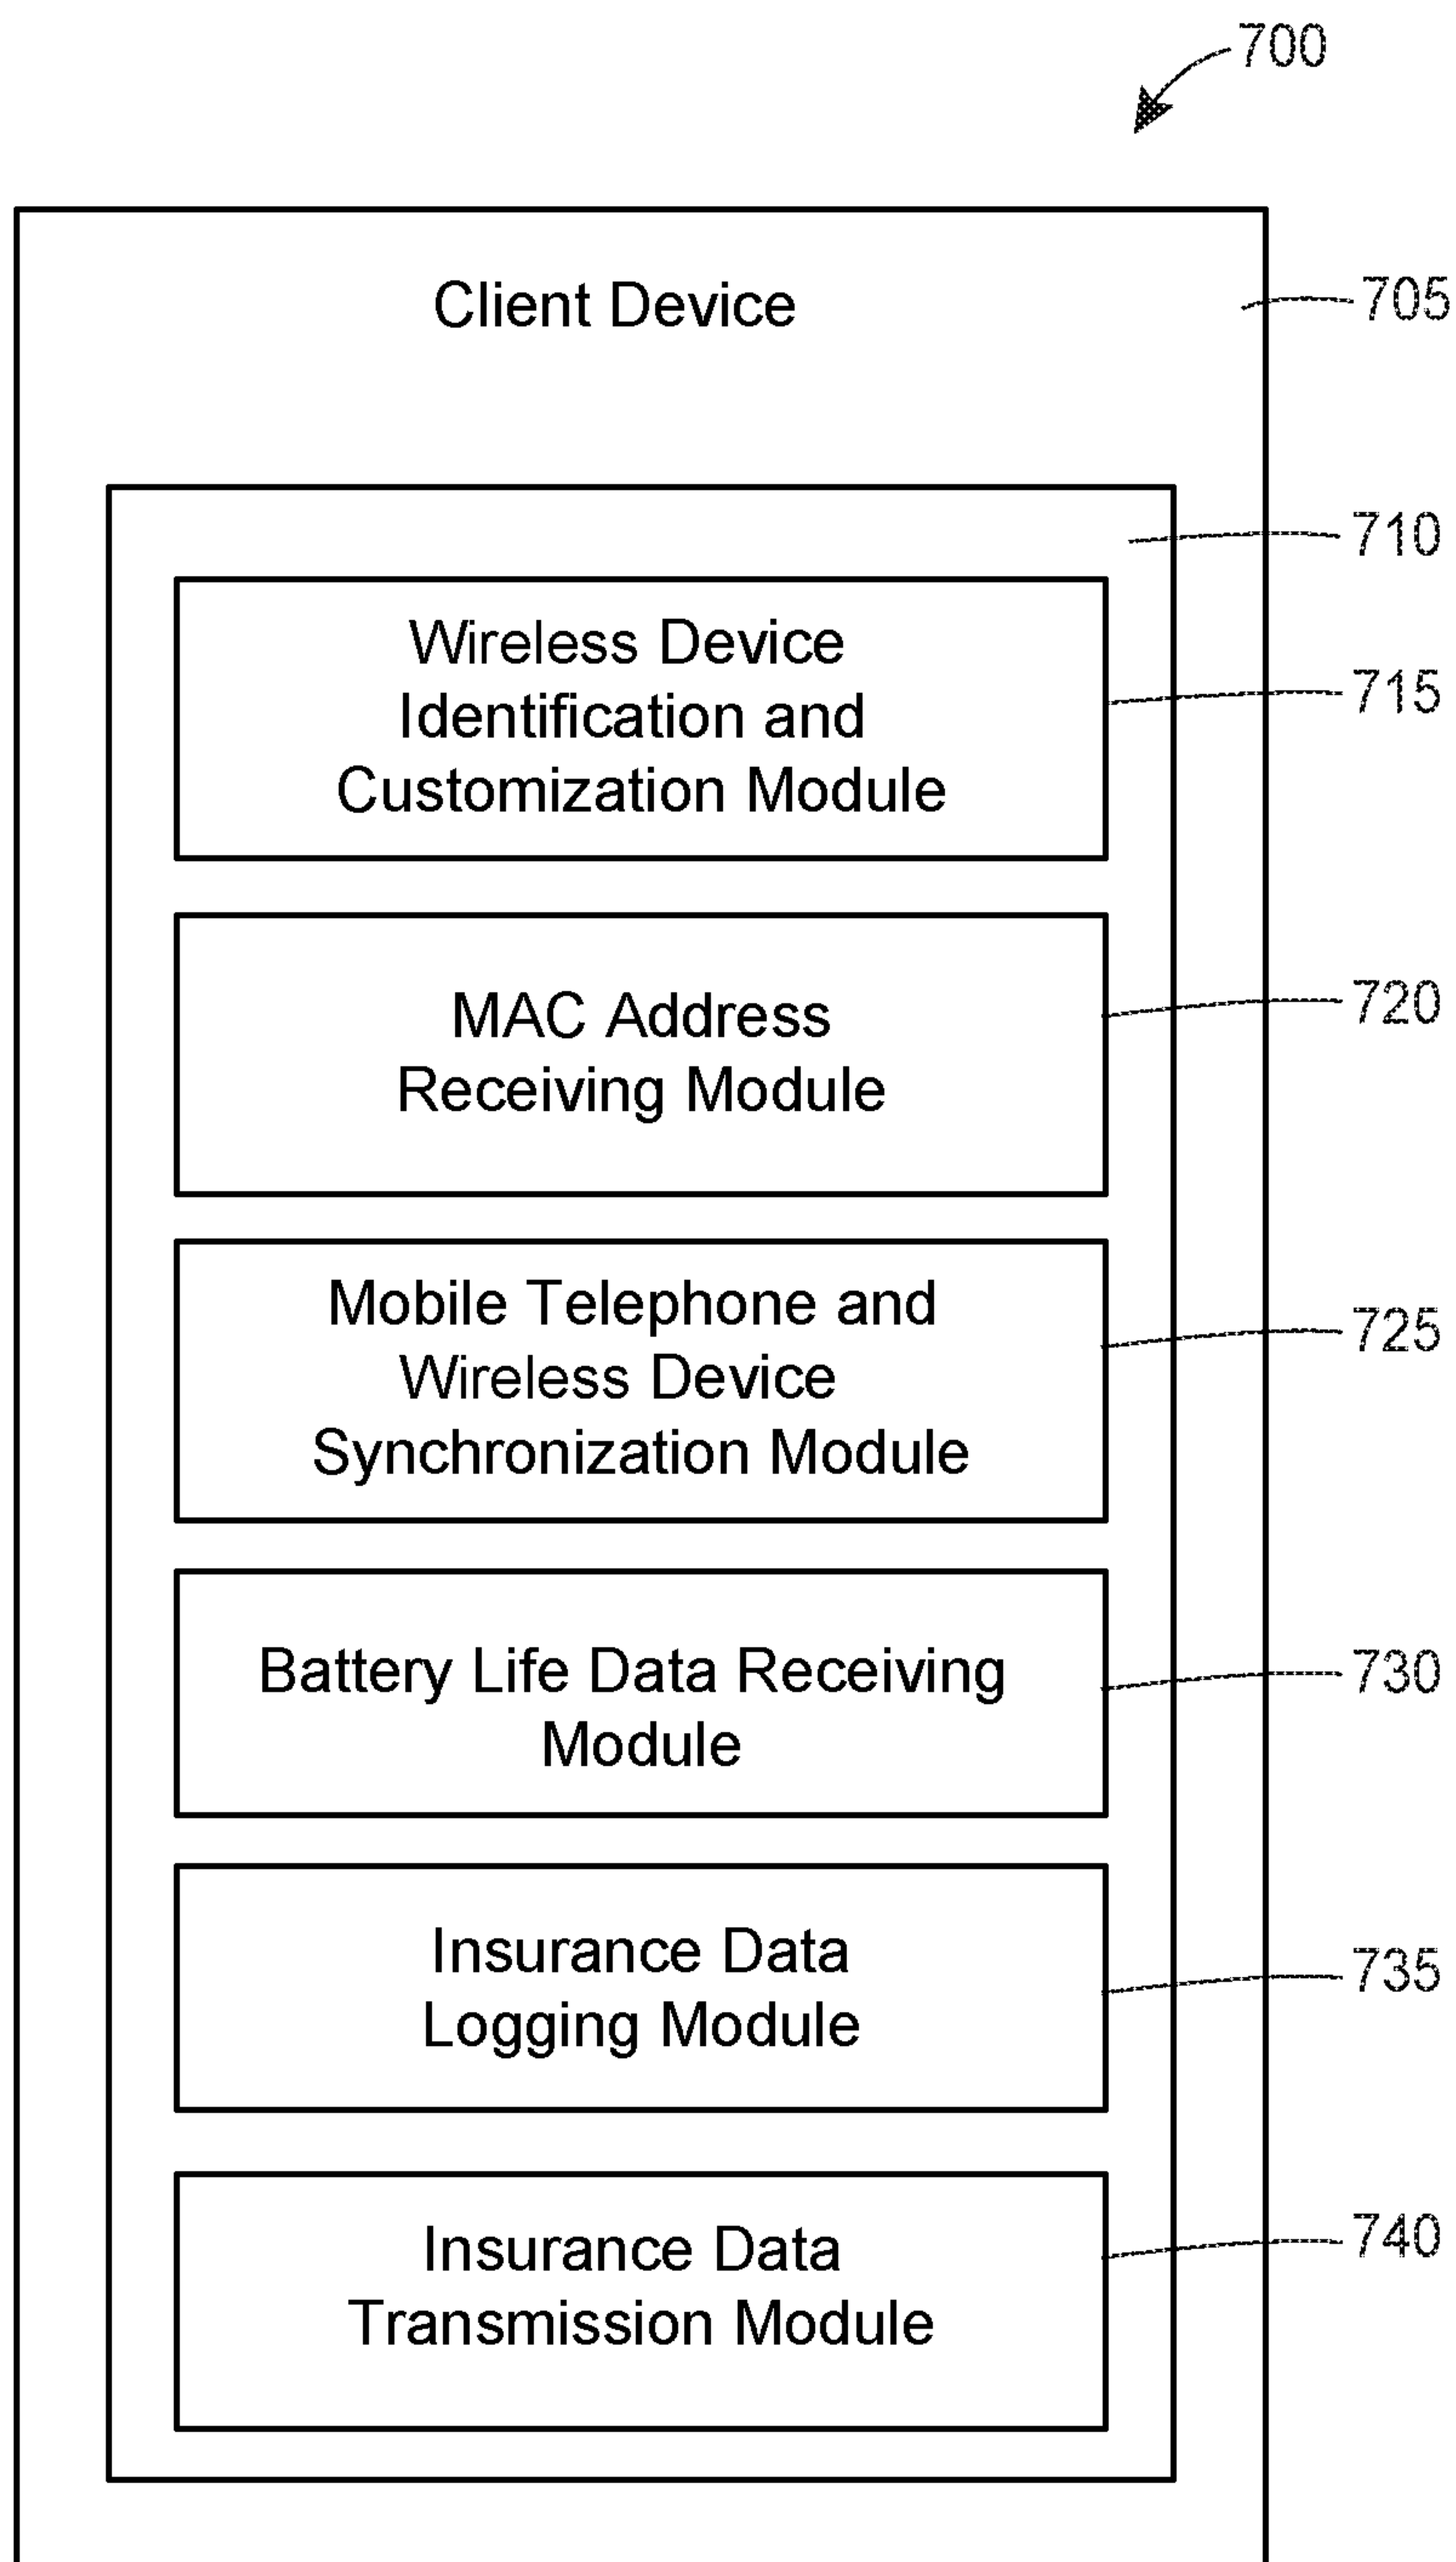 700
Client Device
705
710
Wireless Device
Identification and
Customization Module
715
MAC Address
Receiving Module
720
Mobile Telephone and
Wireless Device
Synchronization Module
725
Battery Life Data Receiving
Module
730
Insurance Data
Logging Module
735
Insurance Data
Transmission Module
740